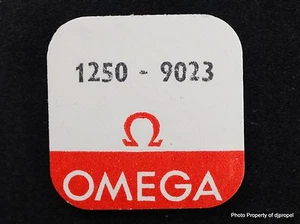 1250 - 9023
Ω
OMEGA
Photo Property of djpropel